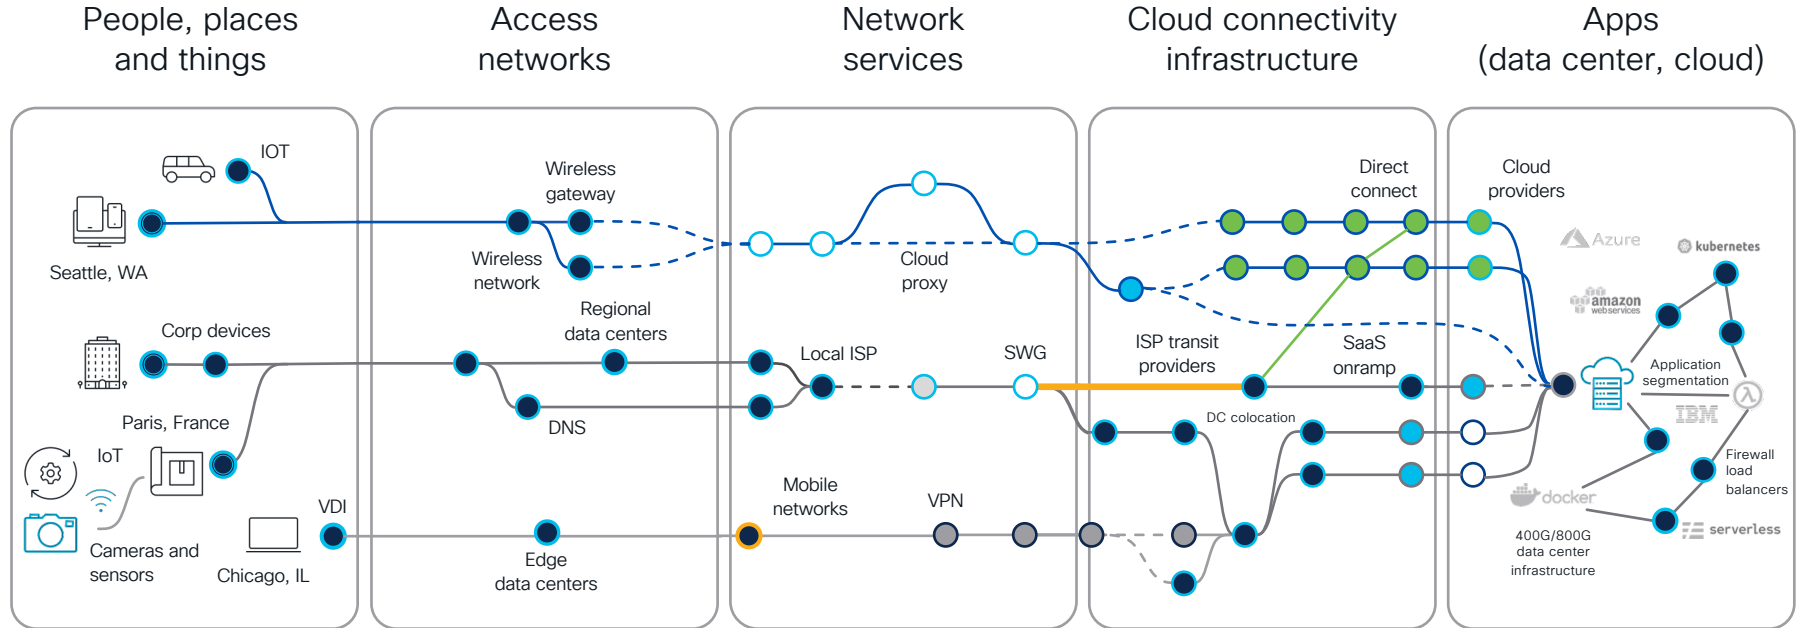 People, places
and things
Access
networks
Network
services
Cloud connectivity
infrastructure
Apps
(data center, cloud)
IOT
Seattle, WA
Corp devices
Paris, France
IoT
Cameras and
sensors
VDI
Chicago, IL
Wireless
gateway
Wireless
network
Regional
data centers
DNS
Edge
data centers
Cloud
proxy
Local ISP
SWG
Mobile
networks
VPN
Direct
connect
ISP transit
providers
SaaS
onramp
DC colocation
Cloud
providers
Azure
kubernetes
amazon
web services
Application
segmentation
λ
IBM
Firewall
load
balancers
docker
serverless
400G/800G
data center
infrastructure